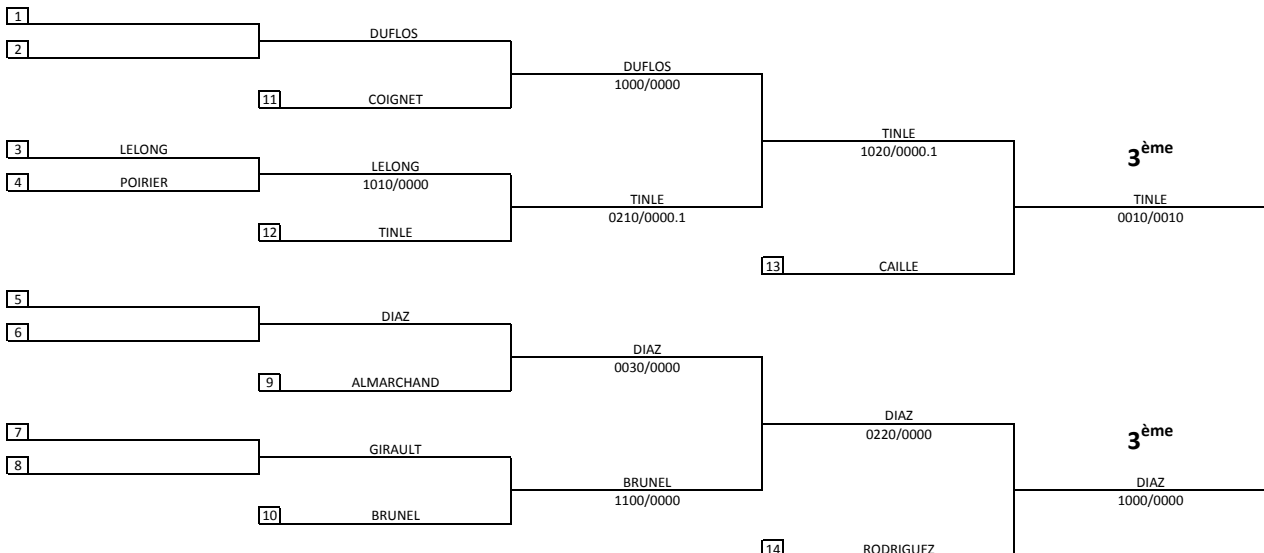 1
DUFLOS
2
DUFLOS
1000/0000
11 COIGNET
TINLE
1020/0000.1
3 LELONG
3ème
LELONG
1010/0000
4 POIRIER
TINLE
0210/0000.1
TINLE
0010/0010
12 TINLE
13 CAILLE
5
DIAZ
6
DIAZ
0030/0000
9 ALMARCHAND
DIAZ
0220/0000
7
3ème
GIRAULT
8
BRUNEL
1100/0000
DIAZ
1000/0000
10 BRUNEL
14 RODRIGUEZ